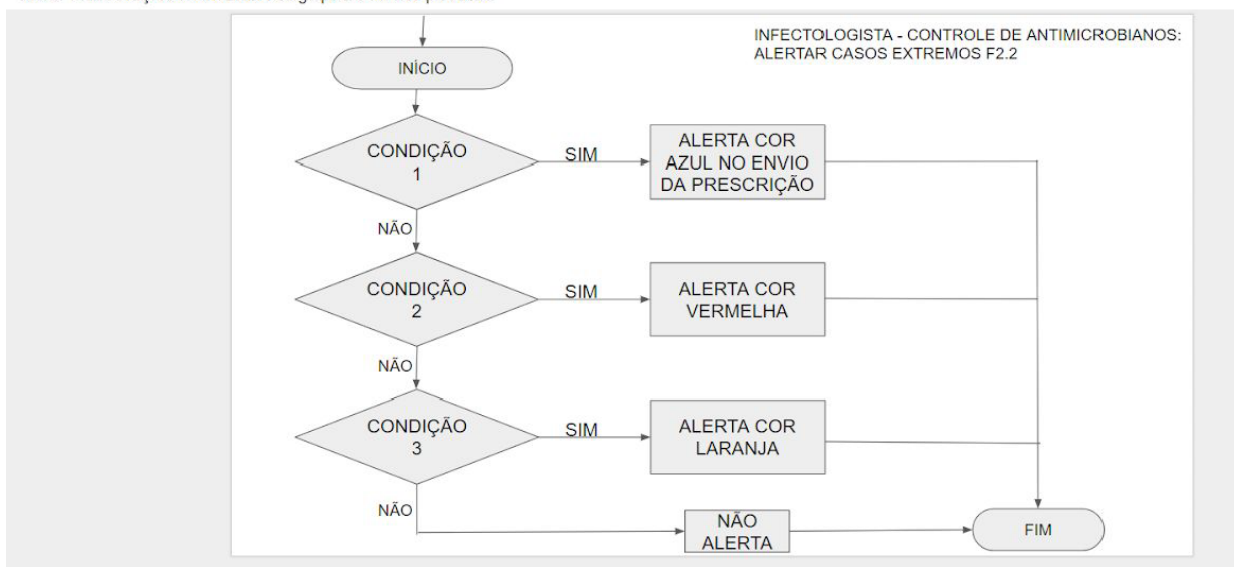 INFECTOLOGISTA - CONTROLE DE ANTIMICROBIANOS:
ALERTAR CASOS EXTREMOS F2.2
INÍCIO
CONDIÇÃO
1
SIM
ALERTA COR
AZUL NO ENVIO
DA PRESCRIÇÃO
NÃO
CONDIÇÃO
2
SIM
ALERTA COR
VERMELHA
NÃO
CONDIÇÃO
3
SIM
ALERTA COR
LARANJA
NÃO
NÃO
ALERTA
FIM